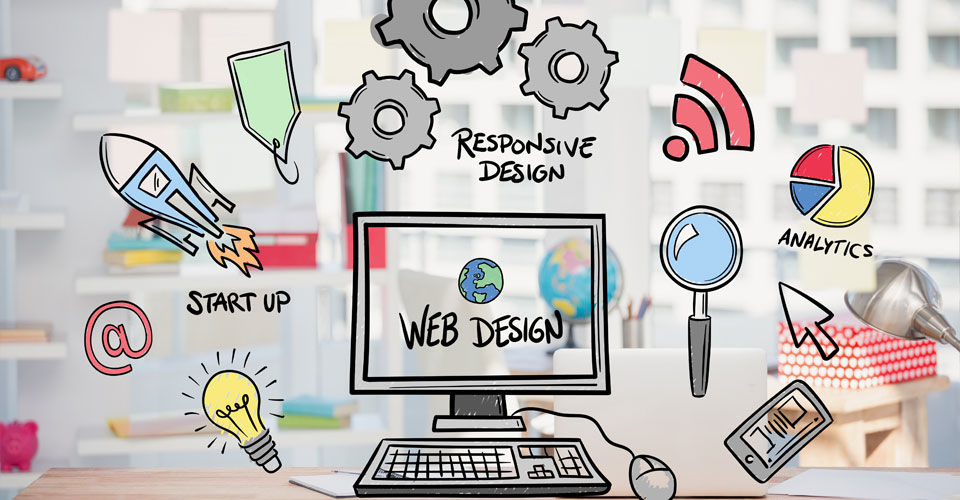 RESPONSIVE
DESIGN
ANALYTICS
START UP
@
WEB DESIGN